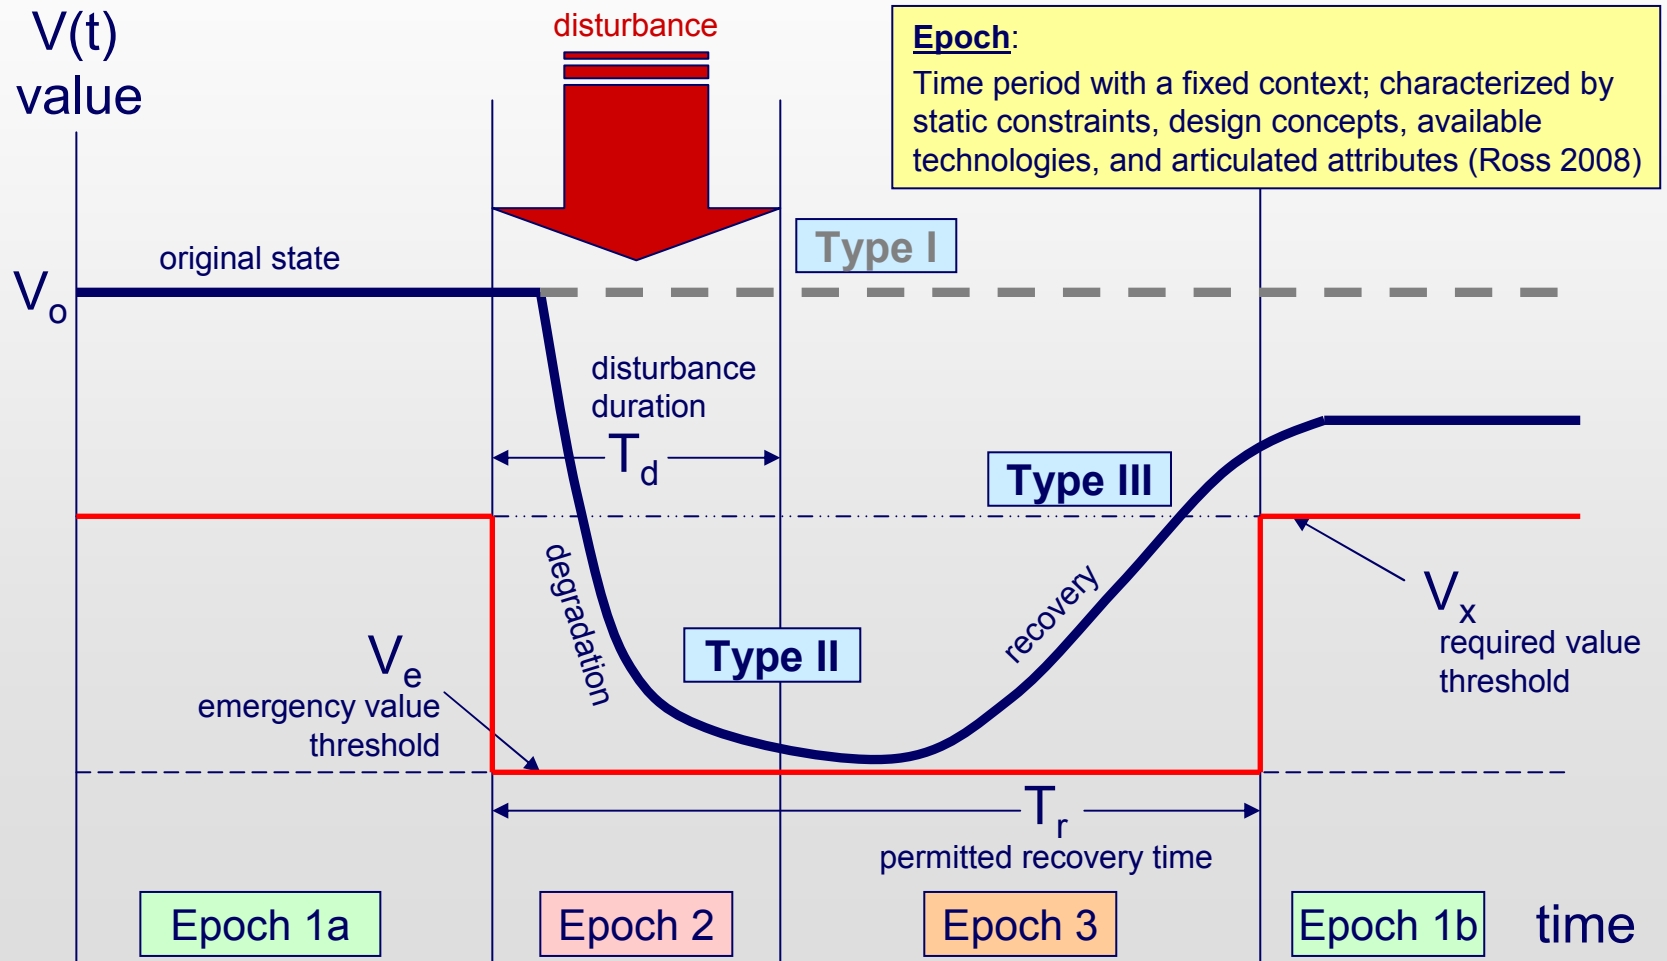 V(t)
value
disturbance
Epoch:
Time period with a fixed context; characterized by
static constraints, design concepts, available
technologies, and articulated attributes (Ross 2008)
Type I
original state
Vo
disturbance
duration
Td
Type III
degradation
recovery
Vx
required value
threshold
Ve
emergency value
threshold
Type II
Tr
permitted recovery time
Epoch 1a
Epoch 2
Epoch 3
Epoch 1b
time